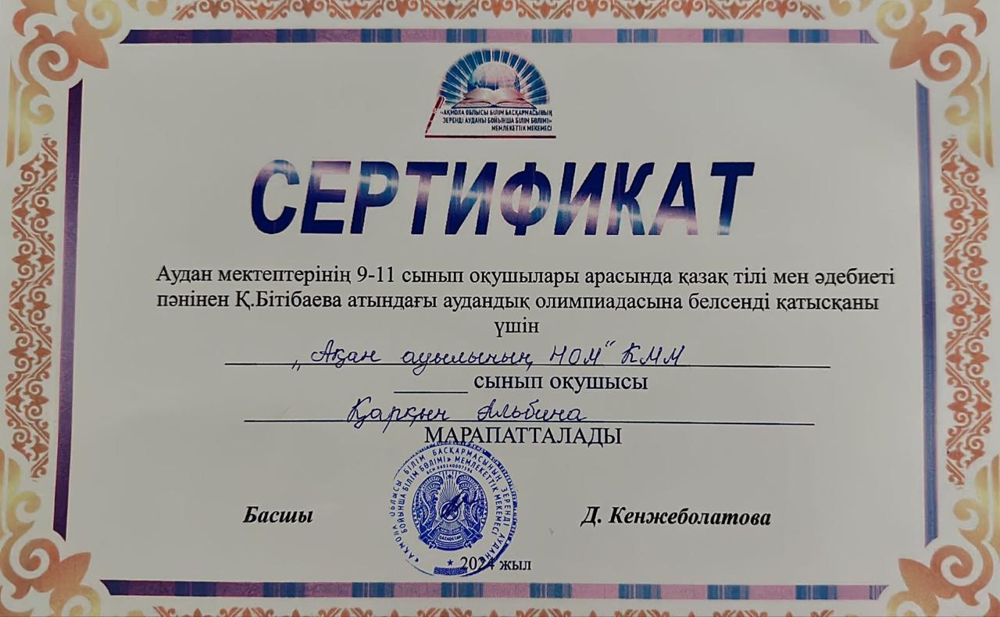 «АҚМОЛА ОБЛЫСЫ БІЛІМ БАСҚАРМАСЫНЫҢ
ЗЕРЕНДІ АУДАНЫ БОЙЫНША БІЛІМ БӨЛІМІ»
МЕМЛЕКЕТТІК МЕКЕМЕСІ
СЕРТИФИКАТ
Аудан мектептерінің 9-11 сынып оқушылары арасында қазақ тілі мен әдебиеті
пәнінен Қ.Бітібаева атындағы аудандық олимпиадасына белсенді қатысқаны
үшін
„Ақан ауылының НОМ“ КММ
сынып оқушысы
Қарқын Альбина
МАРАПАТТАЛАДЫ
«АҚМОЛА ОБЛЫСЫ БІЛІМ БАСҚАРМАСЫНЫҢ ЗЕРЕНДІ АУДАНЫ
БОЙЫНША БІЛІМ БӨЛІМІ» МЕМЛЕКЕТТІК МЕКЕМЕСІ
QAZAQSTAN
Басшы Д. Кенжеболатова
2024 жыл